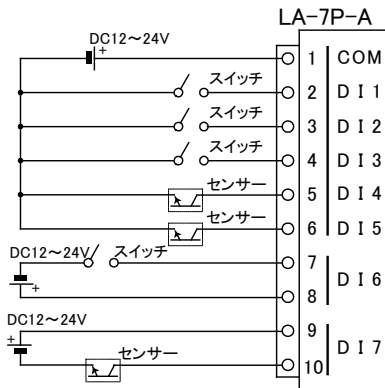 LA-7P-A
DC12～24V
+
1 COM
スイッチ
2 DI1
スイッチ
3 DI2
スイッチ
4 DI3
センサー
5 DI4
センサー
6 DI5
DC12～24V スイッチ
7
DI6
+
8
DC12～24V
9
+
DI7
センサー
10